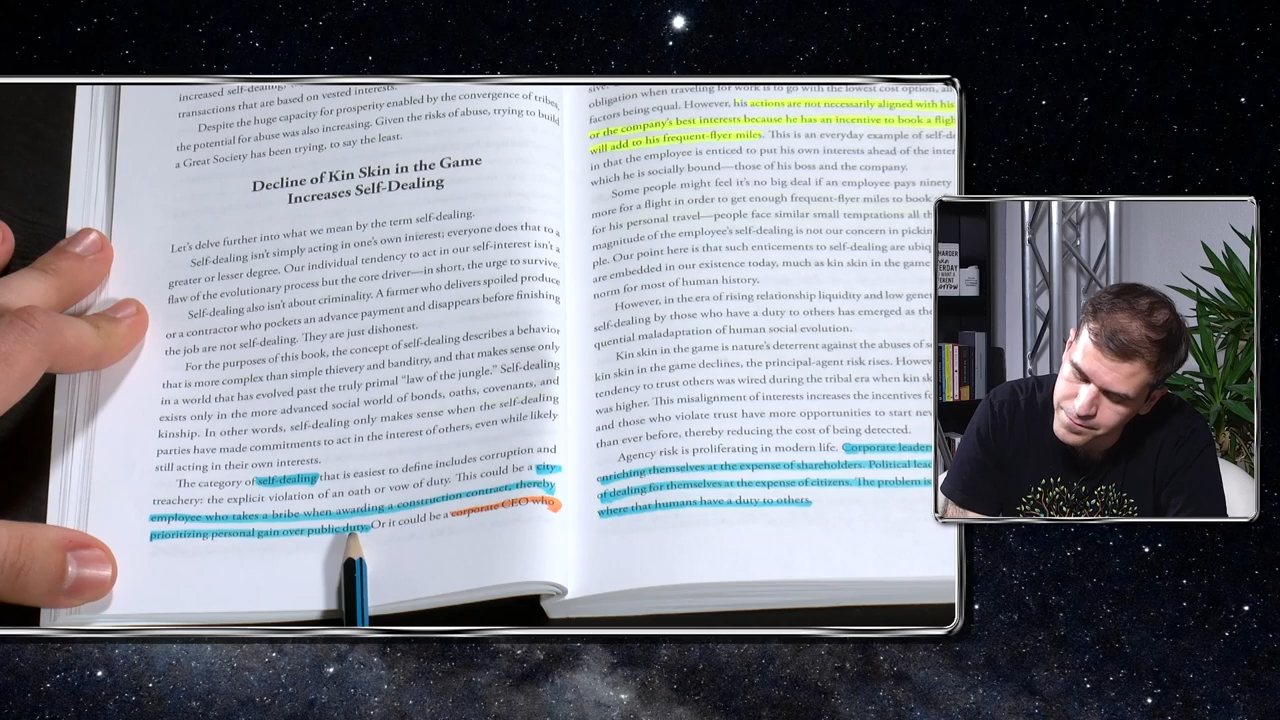 increased self-dealing,
transactions that are based on vested interests.
Despite the huge capacity for prosperity enabled by the convergence of tribes,
the potential for abuse was also increasing. Given the risks of abuse, trying to build
a Great Society has been trying, to say the least.
Decline of Kin Skin in the Game
Increases Self-Dealing
Let's delve further into what we mean by the term self-dealing.
Self-dealing isn't simply acting in one's own interest; everyone does that to a
greater or lesser degree. Our individual tendency to act in our self-interest isn't a
flaw of the evolutionary process but the core driver—in short, the urge to survive.
Self-dealing also isn't about criminality. A farmer who delivers spoiled produce
or a contractor who pockets an advance payment and disappears before finishing
the job are not self-dealing. They are just dishonest.
For the purposes of this book, the concept of self-dealing describes a behavior
that is more complex than simple thievery and banditry, and that makes sense only
in a world that has evolved past the truly primal "law of the jungle." Self-dealing
exists only in the more advanced social world of bonds, oaths, covenants, and
kinship. In other words, self-dealing only makes sense when the self-dealing
parties have made commitments to act in the interest of others, even while likely
still acting in their own interests.
The category of self-dealing that is easiest to define includes corruption and
treachery: the explicit violation of an oath or vow of duty. This could be a city
employee who takes a bribe when awarding a construction contract, thereby
prioritizing personal gain over public duty. Or it could be a corporate CEO who
obligation when traveling for work is to go with the lowest cost option, all
factors being equal. However, his actions are not necessarily aligned with his
or the company's best interests because he has an incentive to book a
will add to his frequent-flyer miles. This is an everyday example of
in that the employee is enticed to put his own interests ahead of the
which he is socially bound—those of his boss and the company.
Some people might feel it's no big deal if an employee pays ninety
more for a flight in order to get enough frequent-flyer miles to book
for his personal travel—people face similar small temptations all
magnitude of the employee's self-dealing is not our concern in
ple. Our point here is that such enticements to self-dealing are
are embedded in our existence today, much as kin skin in the game
norm for most of human history.
However, in the era of rising relationship liquidity and low
self-dealing by those who have a duty to others has emerged as the
quential maladaptation of human social evolution.
Kin skin in the game is nature's deterrent against the abuses of
kin skin in the game declines, the principal-agent risk rises.
tendency to trust others was wired during the tribal era when kin
was higher. This misalignment of interests increases the incentives
and those who violate trust have more opportunities to start
than ever before, thereby reducing the cost of being detected.
Agency risk is proliferating in modern life. Corporate
enriching themselves at the expense of shareholders. Political
of dealing for themselves at the expense of citizens. The problem is
where that humans have a duty to others.
HARDER